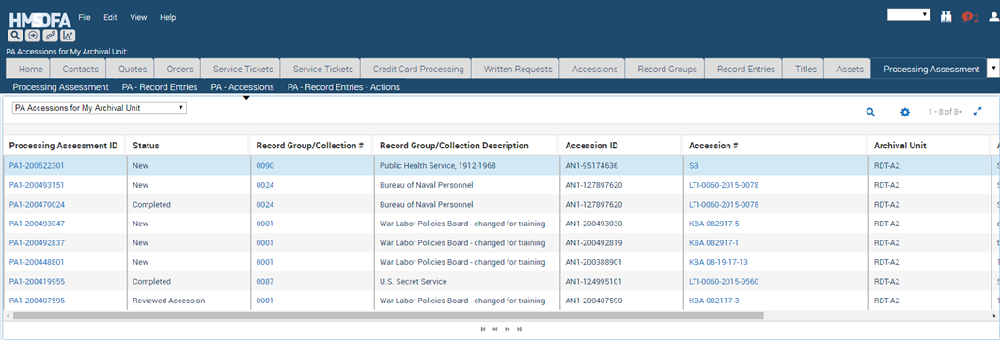 HMSOFA File Edit View Help
2
PA Accessions for My Archival Unit:
Home Contacts Quotes Orders Service Tickets Service Tickets Credit Card Processing Written Requests Accessions Record Groups Record Entries Titles Assets Processing Assessment
Processing Assessment PA - Record Entries PA - Accessions PA - Record Entries - Actions
PA Accessions for My Archival Unit 1 - 8 of 8+
Processing Assessment ID Status Record Group/Collection # Record Group/Collection Description Accession ID Accession # Archival Unit
PA1-200522301 New 0090 Public Health Service, 1912-1968 AN1-95174636 SB RDT-A2
PA1-200493151 New 0024 Bureau of Naval Personnel AN1-127897620 LTI-0060-2015-0078 RDT-A2
PA1-200470024 Completed 0024 Bureau of Naval Personnel AN1-127897620 LTI-0060-2015-0078 RDT-A2
PA1-200493047 New 0001 War Labor Policies Board - changed for training AN1-200493030 KBA 082917-5 RDT-A2
PA1-200492837 New 0001 War Labor Policies Board - changed for training AN1-200492819 KBA 082917-1 RDT-A2
PA1-200448801 New 0001 War Labor Policies Board - changed for training AN1-200388901 KBA 08-19-17-13 RDT-A2
PA1-200419955 Completed 0087 U.S. Secret Service AN1-124995101 LTI-0060-2015-0560 RDT-A2
PA1-200407595 Reviewed Accession 0001 War Labor Policies Board - changed for training AN1-200407590 KBA 082117-3 RDT-A2